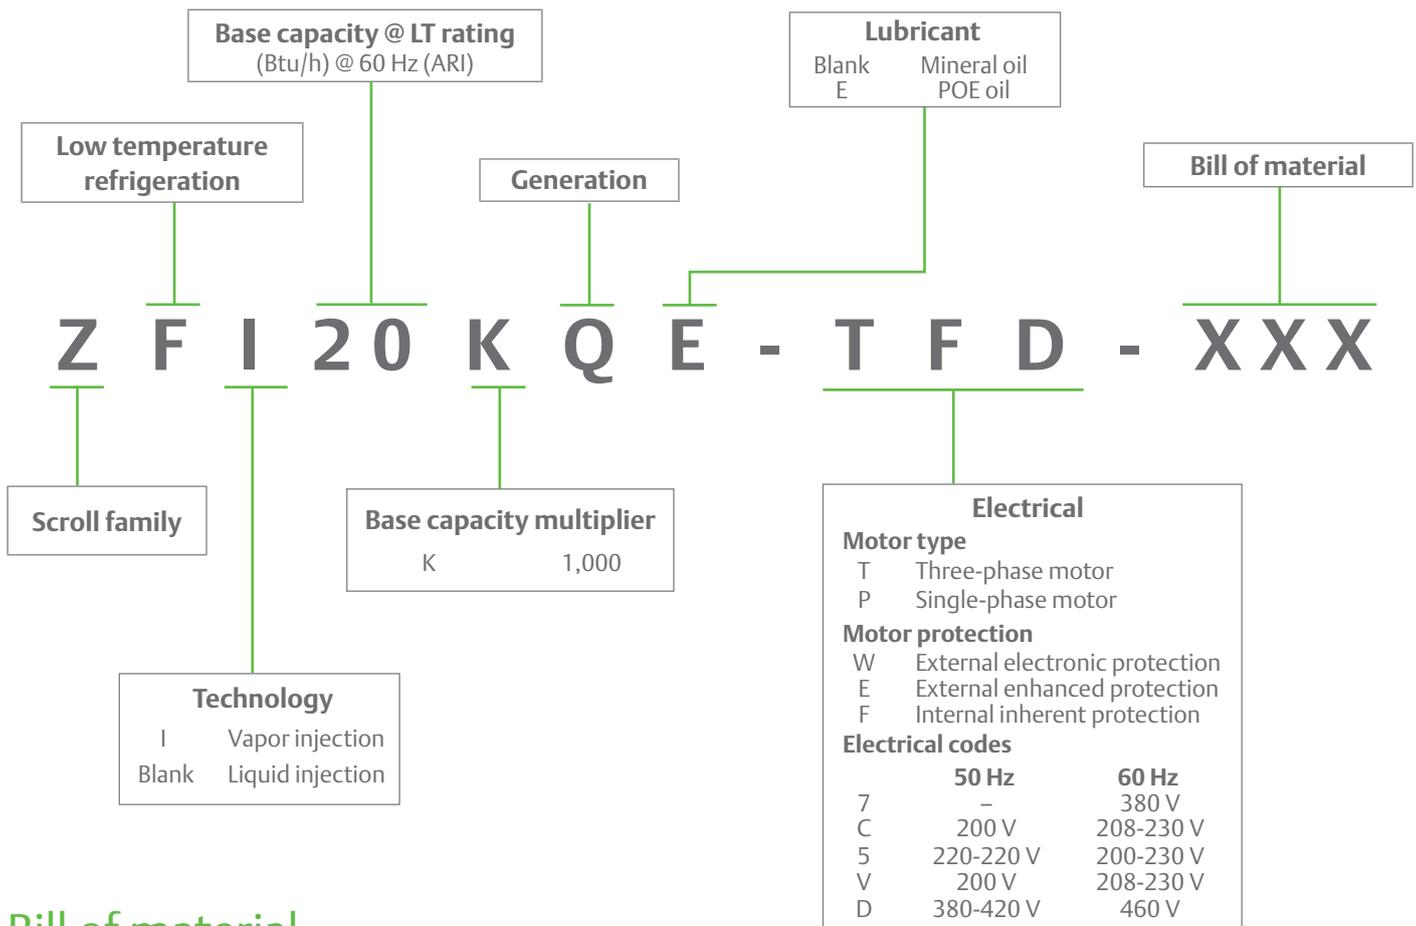 Base capacity @ LT rating
(Btu/h) @ 60 Hz (ARI)
Lubricant
Blank Mineral oil
E POE oil
Low temperature
refrigeration
Generation
Bill of material
Z F I 2 0 K Q E - T F D - X X X
Scroll family
Base capacity multiplier
K 1,000
Technology
I Vapor injection
Blank Liquid injection
Electrical
Motor type
T Three-phase motor
P Single-phase motor
Motor protection
W External electronic protection
E External enhanced protection
F Internal inherent protection
Electrical codes
50 Hz 60 Hz
7 – 380 V
C 200 V 208-230 V
5 220-220 V 200-230 V
V 200 V 208-230 V
D 380-420 V 460 V
Bill of material